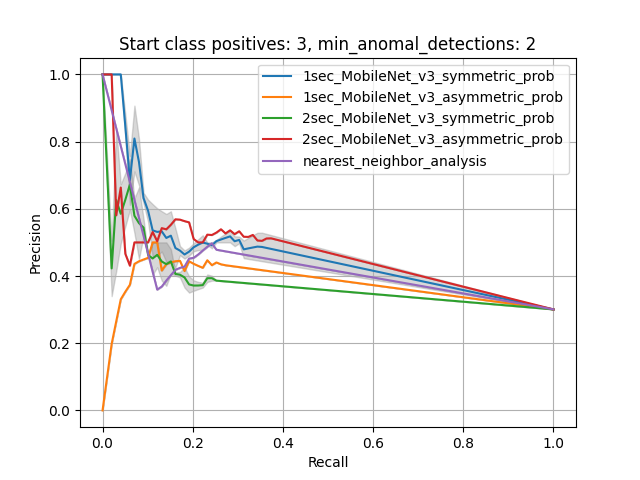 Start class positives: 3, min_anomal_detections: 2
1sec_MobileNet_v3_symmetric_prob
1sec_MobileNet_v3_asymmetric_prob
2sec_MobileNet_v3_symmetric_prob
2sec_MobileNet_v3_asymmetric_prob
nearest_neighbor_analysis
1.0
0.8
0.6
0.4
0.2
0.0
Precision
0.0 0.2 0.4 0.6 0.8 1.0
Recall